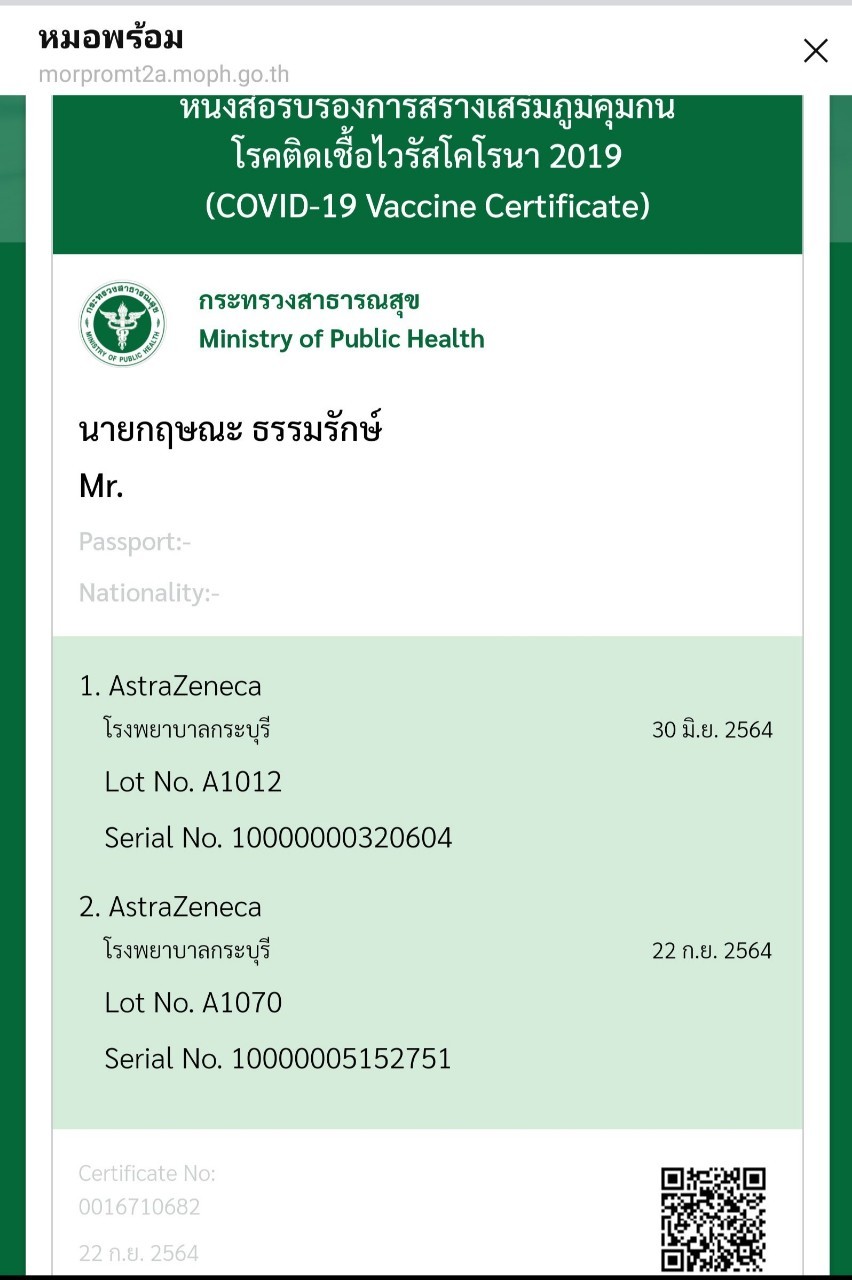 หมอพร้อม
morpromt2a.moph.go.th
หนังสือรับรองการสร้างเสริมภูมิคุ้มกัน
โรคติดเชื้อไวรัสโคโรนา 2019
(COVID-19 Vaccine Certificate)
กระทรวงสาธารณสุข
MINISTRY OF PUBLIC HEALTH
กระทรวงสาธารณสุข
Ministry of Public Health
นายกฤษณะ ธรรมรักษ์
Mr.
Passport:-
Nationality:-
1. AstraZeneca
โรงพยาบาลกระบุรี 30 มิ.ย. 2564
Lot No. A1012
Serial No. 10000000320604
2. AstraZeneca
โรงพยาบาลกระบุรี 22 ก.ย. 2564
Lot No. A1070
Serial No. 10000005152751
Certificate No:
0016710682
22 ก.ย. 2564